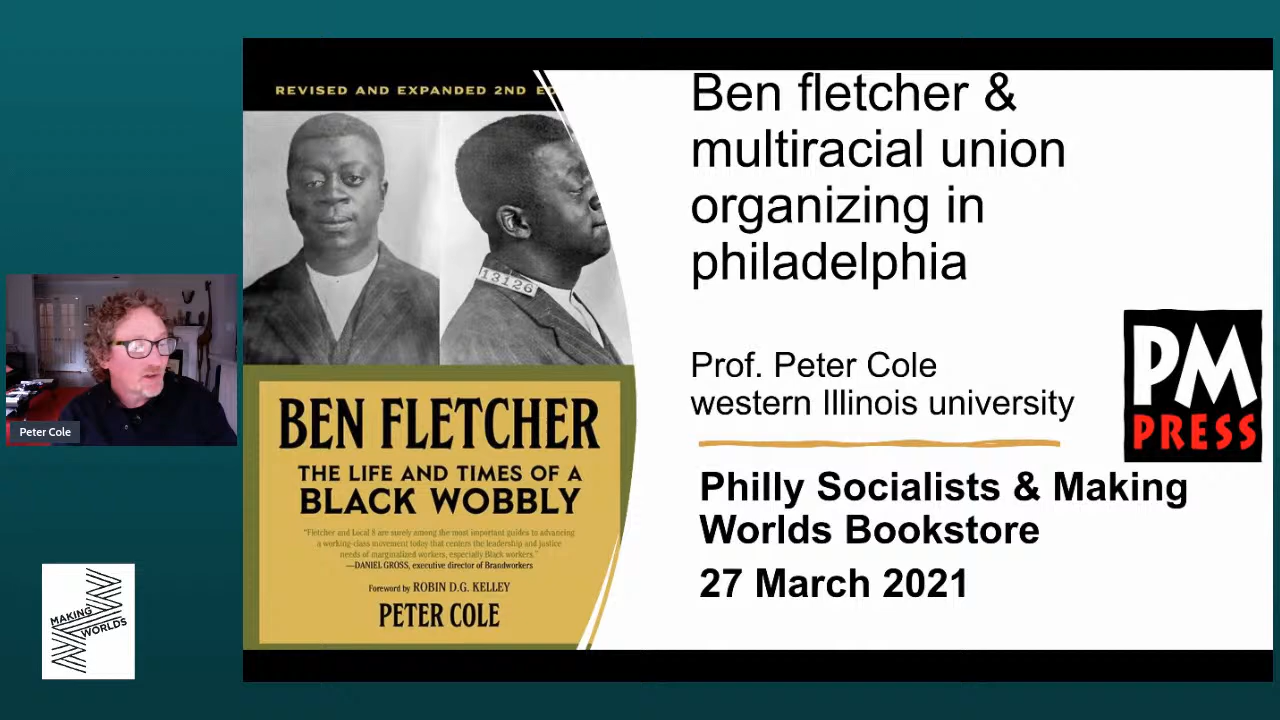 REVISED AND EXPANDED 2ND ED
13126
BEN FLETCHER
THE LIFE AND TIMES OF A
BLACK WOBBLY
"Fletcher and Local 8 are surely among the most important guides to advancing
a working-class movement today that centers the leadership and justice
needs of marginalized workers, especially Black workers."
—DANIEL GROSS, executive director of Brandworkers
Foreword by ROBIN D.G. KELLEY
PETER COLE
Ben fletcher &
multiracial union
organizing in
philadelphia
Prof. Peter Cole
western Illinois university
Philly Socialists & Making
Worlds Bookstore
27 March 2021
PM
PRESS
Peter Cole
MAKING
WORLDS